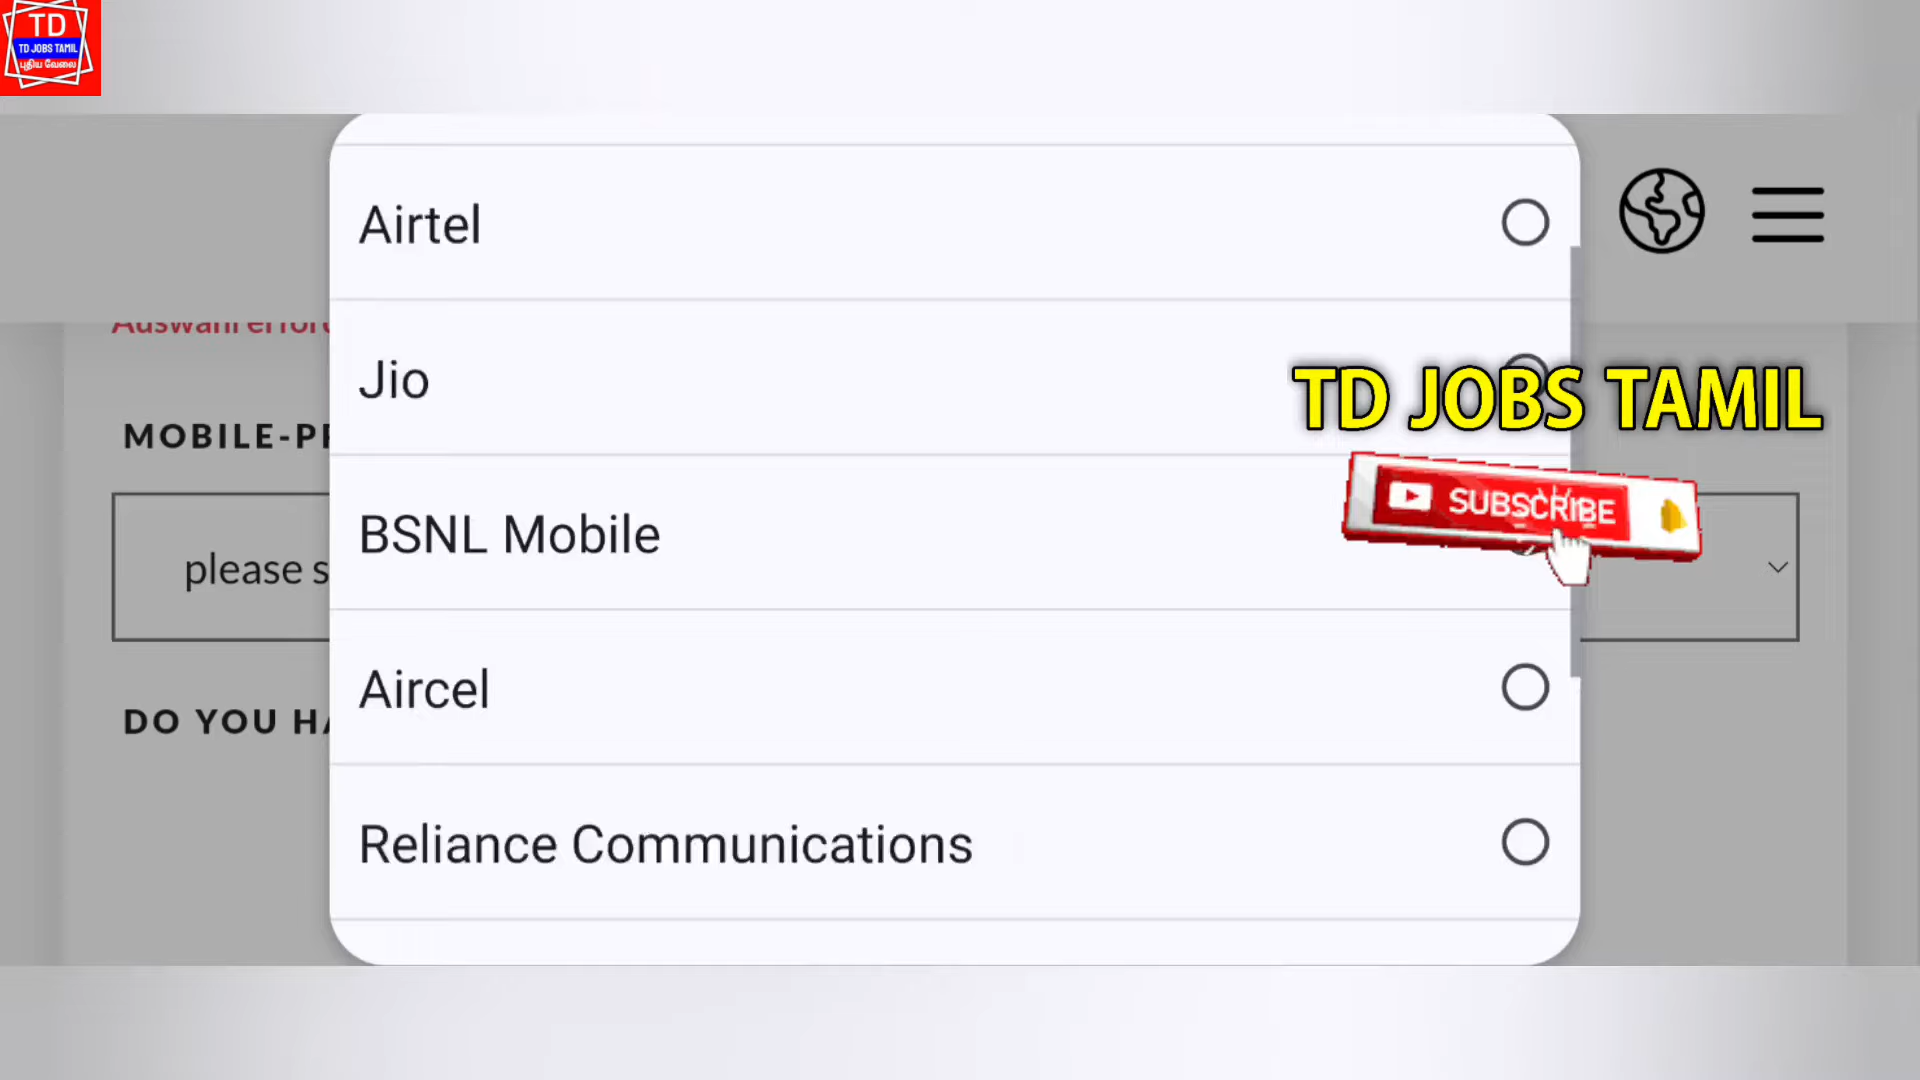 TD
TD JOBS TAMIL
புதிய வேலை
Airtel
Jio
TD JOBS TAMIL
MOBILE-P
SUBSCRIBE
BSNL Mobile
please s
Aircel
DO YOU HA
Reliance Communications